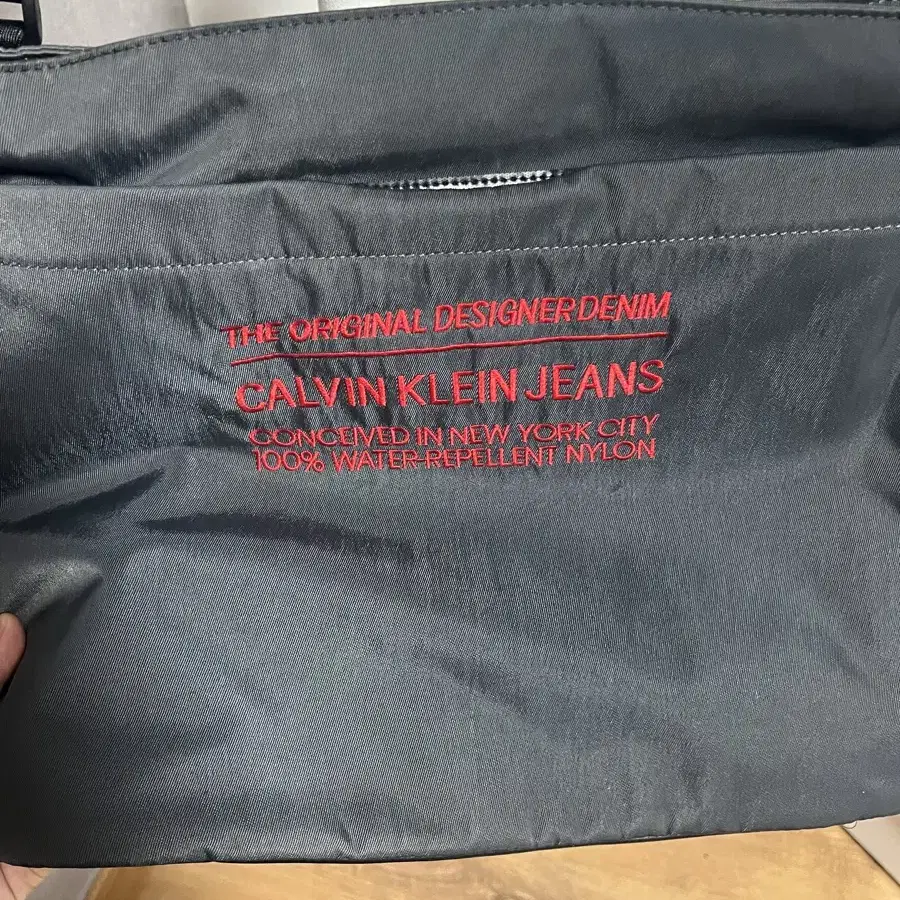 THE ORIGINAL DESIGNER DENIM
CALVIN KLEIN JEANS
CONCEIVED IN NEW YORK CITY
100% WATER-REPELLENT NYLON